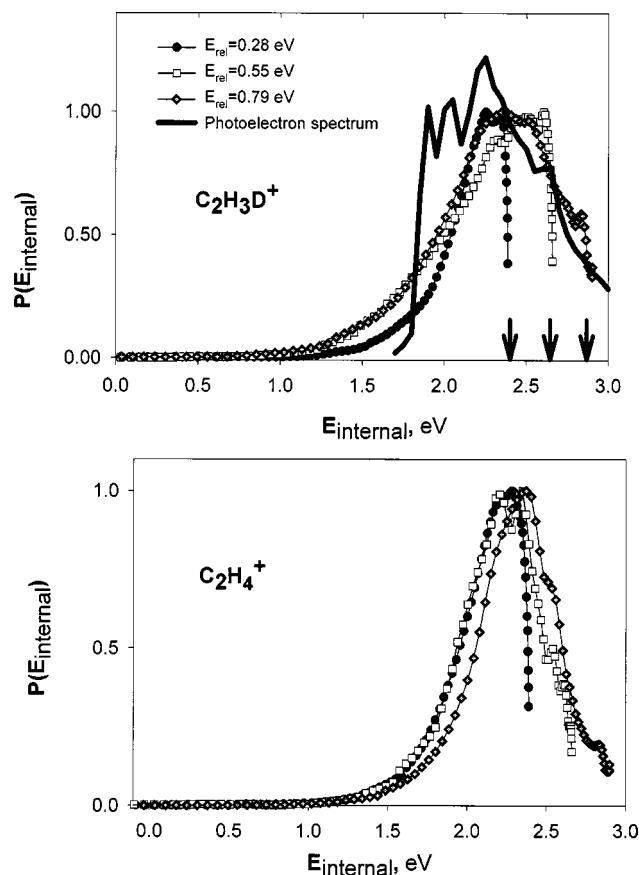 E_rel=0.28 eV
E_rel=0.55 eV
E_rel=0.79 eV
Photoelectron spectrum
C₂H₃D⁺
P(E_internal)
1.00
0.50
0.00
0.0 0.5 1.0 1.5 2.0 2.5 3.0
E_internal, eV
C₂H₄⁺
P(E_internal)
1.0
0.5
0.0
0.0 0.5 1.0 1.5 2.0 2.5 3.0
E_internal, eV